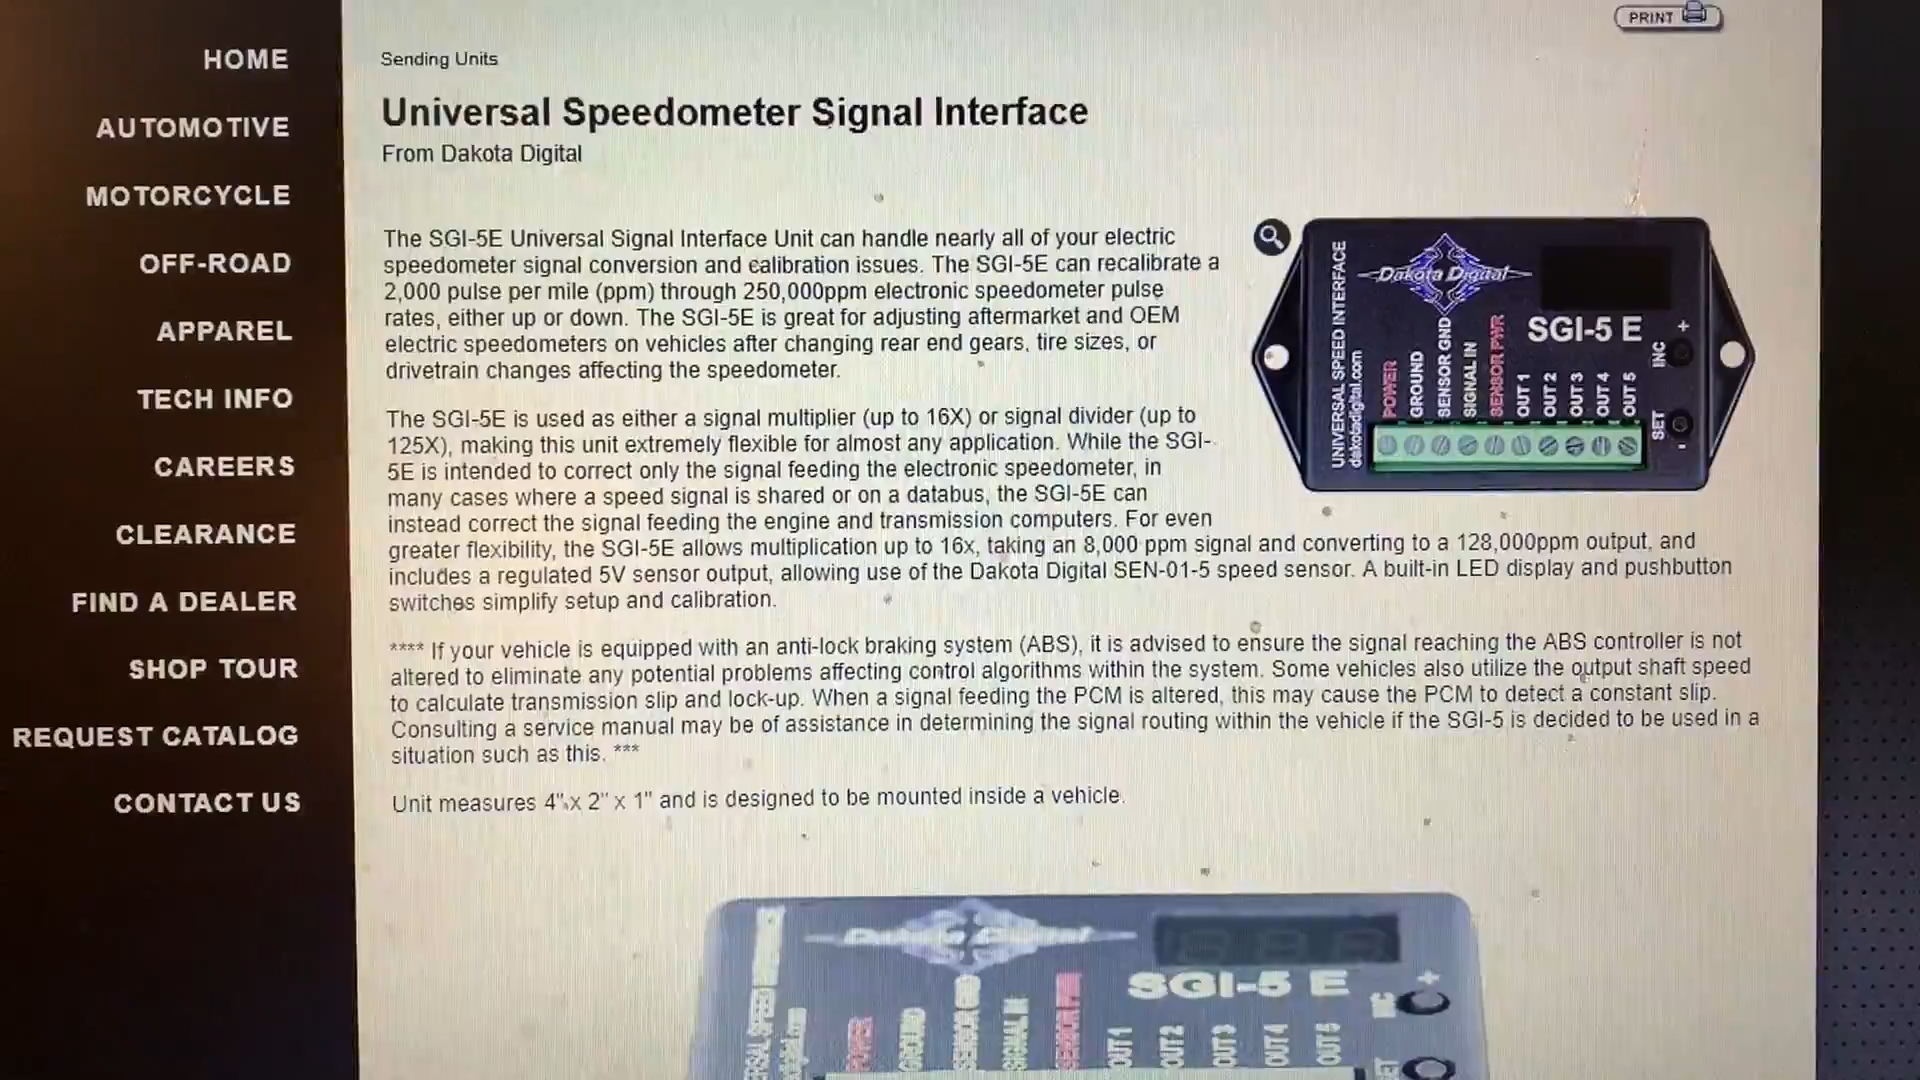 PRINT
HOME
AUTOMOTIVE
MOTORCYCLE
OFF-ROAD
APPAREL
TECH INFO
CAREERS
CLEARANCE
FIND A DEALER
SHOP TOUR
REQUEST CATALOG
CONTACT US
Sending Units
Universal Speedometer Signal Interface
From Dakota Digital
The SGI-5E Universal Signal Interface Unit can handle nearly all of your electric
speedometer signal conversion and calibration issues. The SGI-5E can recalibrate a
2,000 pulse per mile (ppm) through 250,000ppm electronic speedometer pulse
rates, either up or down. The SGI-5E is great for adjusting aftermarket and OEM
electric speedometers on vehicles after changing rear end gears, tire sizes, or
drivetrain changes affecting the speedometer.
The SGI-5E is used as either a signal multiplier (up to 16X) or signal divider (up to
125X), making this unit extremely flexible for almost any application. While the SGI-
5E is intended to correct only the signal feeding the electronic speedometer, in
many cases where a speed signal is shared or on a databus, the SGI-5E can
instead correct the signal feeding the engine and transmission computers. For even
greater flexibility, the SGI-5E allows multiplication up to 16x, taking an 8,000 ppm signal and converting to a 128,000ppm output, and
includes a regulated 5V sensor output, allowing use of the Dakota Digital SEN-01-5 speed sensor. A built-in LED display and pushbutton
switches simplify setup and calibration.
**** If your vehicle is equipped with an anti-lock braking system (ABS), it is advised to ensure the signal reaching the ABS controller is not
altered to eliminate any potential problems affecting control algorithms within the system. Some vehicles also utilize the output shaft speed
to calculate transmission slip and lock-up. When a signal feeding the PCM is altered, this may cause the PCM to detect a constant slip.
Consulting a service manual may be of assistance in determining the signal routing within the vehicle if the SGI-5 is decided to be used in a
situation such as this. ***
Unit measures 4" x 2" x 1" and is designed to be mounted inside a vehicle.
UNIVERSAL SPEED INTERFACE
dakotadigital.com
Dakota Digital
SGI-5 E
POWER
GROUND
SENSOR GND
SIGNAL IN
SENSOR PWR
OUT 1
OUT 2
OUT 3
OUT 4
OUT 5
INC +
SET -
Dakota Digital
SGI-5 E
POWER
GROUND
SENSOR GND
SIGNAL IN
SENSOR PWR
OUT 1
OUT 2
OUT 3
OUT 4
OUT 5
+